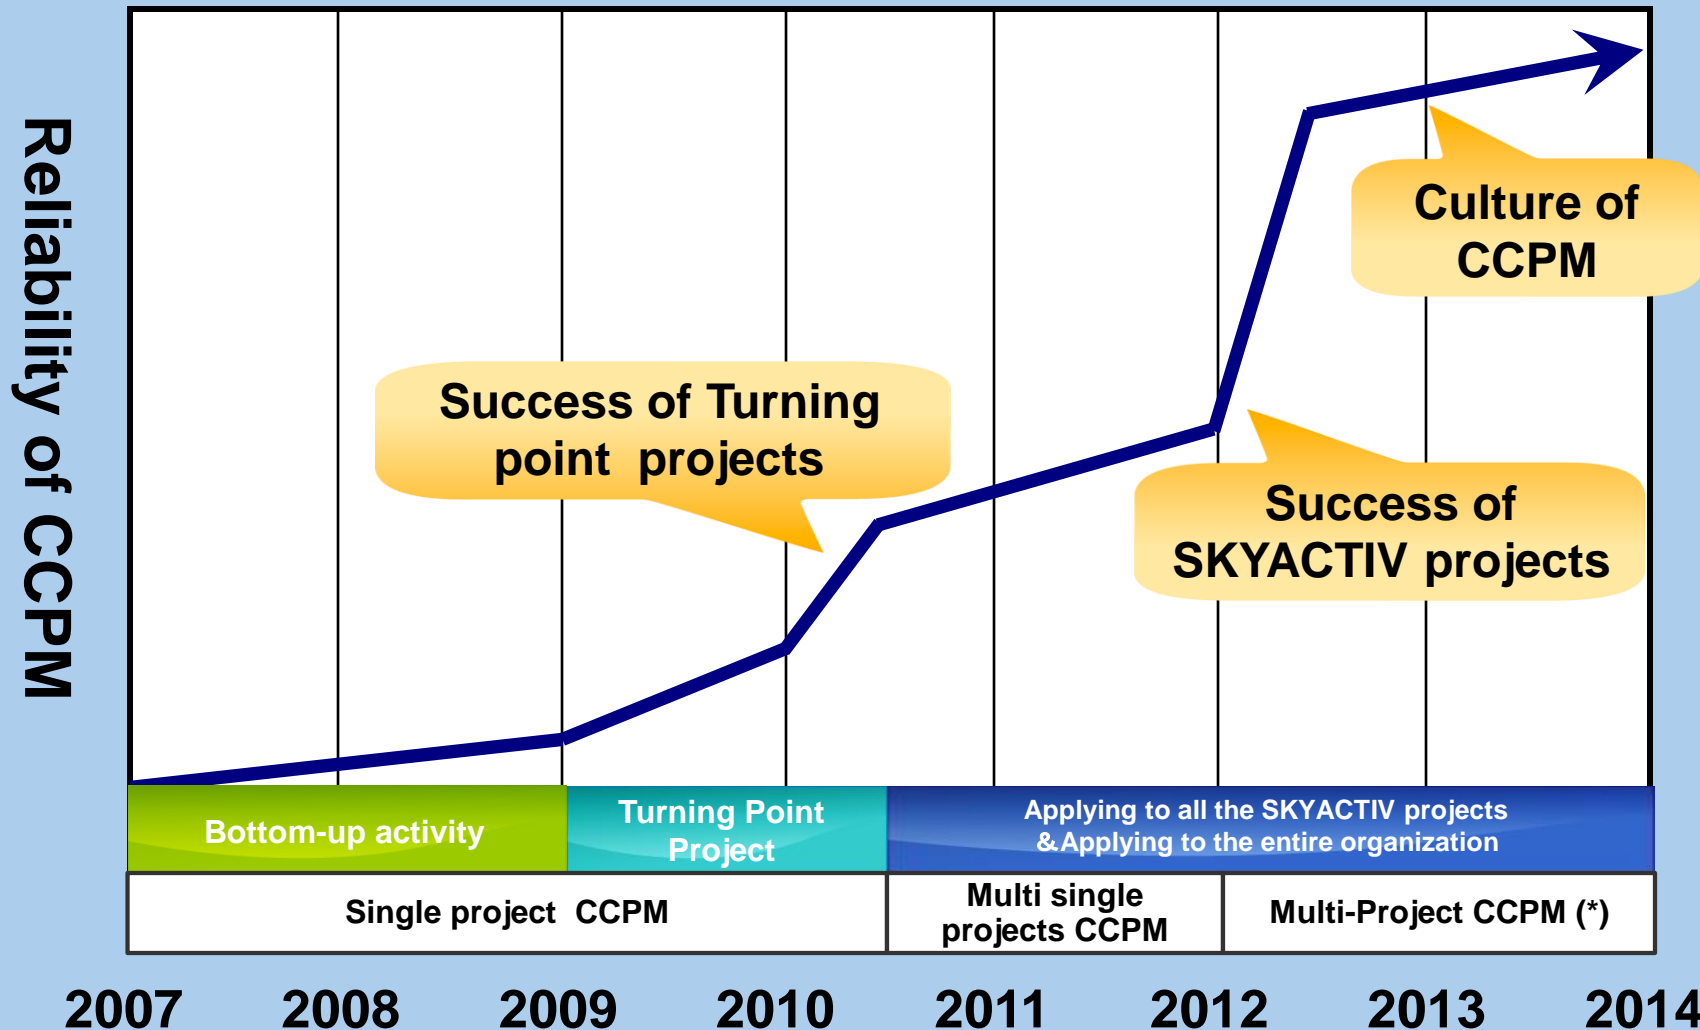 Reliability of CCPM
Culture of
CCPM
Success of Turning
point projects
Success of
SKYACTIV projects
Bottom-up activity
Turning Point
Project
Applying to all the SKYACTIV projects
&Applying to the entire organization
Single project CCPM
Multi single
projects CCPM
Multi-Project CCPM (*)
2007 2008 2009 2010 2011 2012 2013 2014